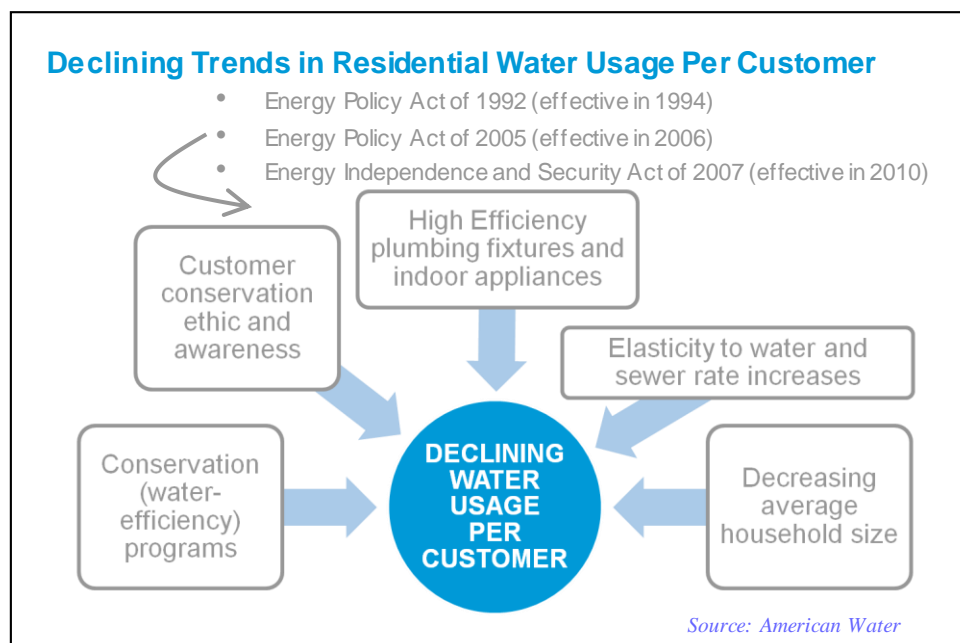 Declining Trends in Residential Water Usage Per Customer
• Energy Policy Act of 1992 (effective in 1994)
• Energy Policy Act of 2005 (effective in 2006)
• Energy Independence and Security Act of 2007 (effective in 2010)
High Efficiency
plumbing fixtures and
indoor appliances
Customer
conservation
ethic and
awareness
Elasticity to water and
sewer rate increases
Conservation
(water-
efficiency)
programs
DECLINING
WATER
USAGE
PER
CUSTOMER
Decreasing
average
household size
Source: American Water